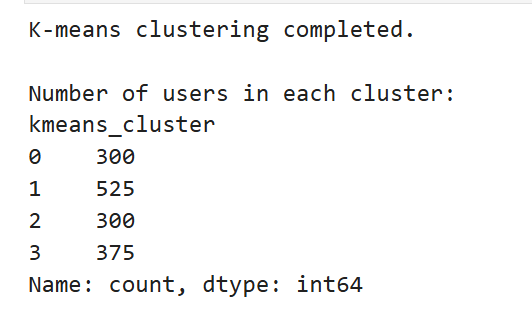 K-means clustering completed.

Number of users in each cluster:
kmeans_cluster
0    300
1    525
2    300
3    375
Name: count, dtype: int64